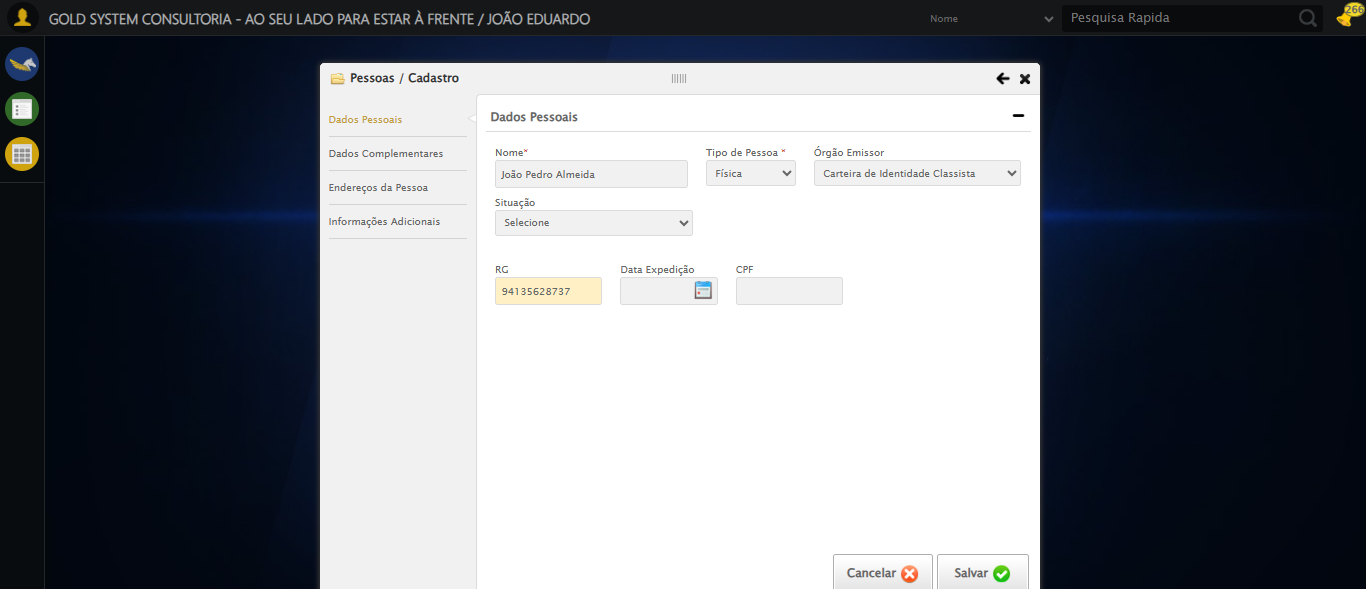 GOLD SYSTEM CONSULTORIA - AO SEU LADO PARA ESTAR À FRENTE / JOÃO EDUARDO
Nome
Pesquisa Rapida
266
Pessoas / Cadastro
Dados Pessoais
Dados Complementares
Endereços da Pessoa
Informações Adicionais
Dados Pessoais
Nome* Tipo de Pessoa * Órgão Emissor
João Pedro Almeida Física Carteira de Identidade Classista
Situação
Selecione
RG Data Expedição CPF
94135628737
Cancelar Salvar